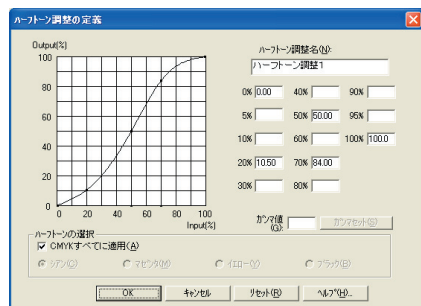 ハーフトーン調整の定義
Output(%)
100
80
60
40
20
0
0 20 40 60 80 100
Input(%)
ハーフトーン調整名(N):
ハーフトーン調整1
0% 0.00 40% 90%
5% 50% 50.00 95%
10% 60% 100% 100.0
20% 10.50 70% 84.00
30% 80%
ガンマ値(G): ガンマセット(S)
ハーフトーンの選択
CMYKすべてに適用(A)
シアン(C) マゼンタ(M) イエロー(Y) ブラック(B)
OK キャンセル リセット(R) ヘルプ(H)...